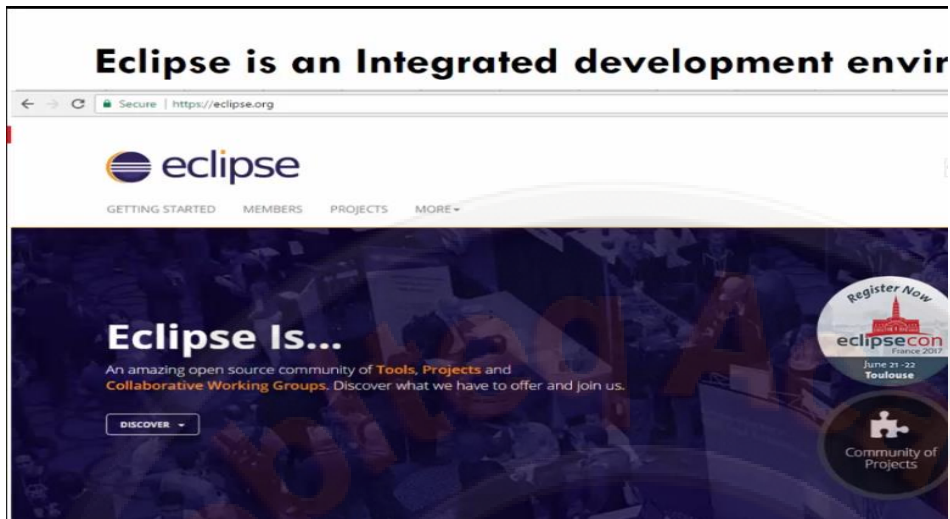 Eclipse is an Integrated development envir
Secure | https://eclipse.org
eclipse
GETTING STARTED MEMBERS PROJECTS MORE
Eclipse Is...
An amazing open source community of Tools, Projects and
Collaborative Working Groups. Discover what we have to offer and join us.
DISCOVER
Register Now
eclipsecon
France 2017
June 21 -22
Toulouse
Community of
Projects